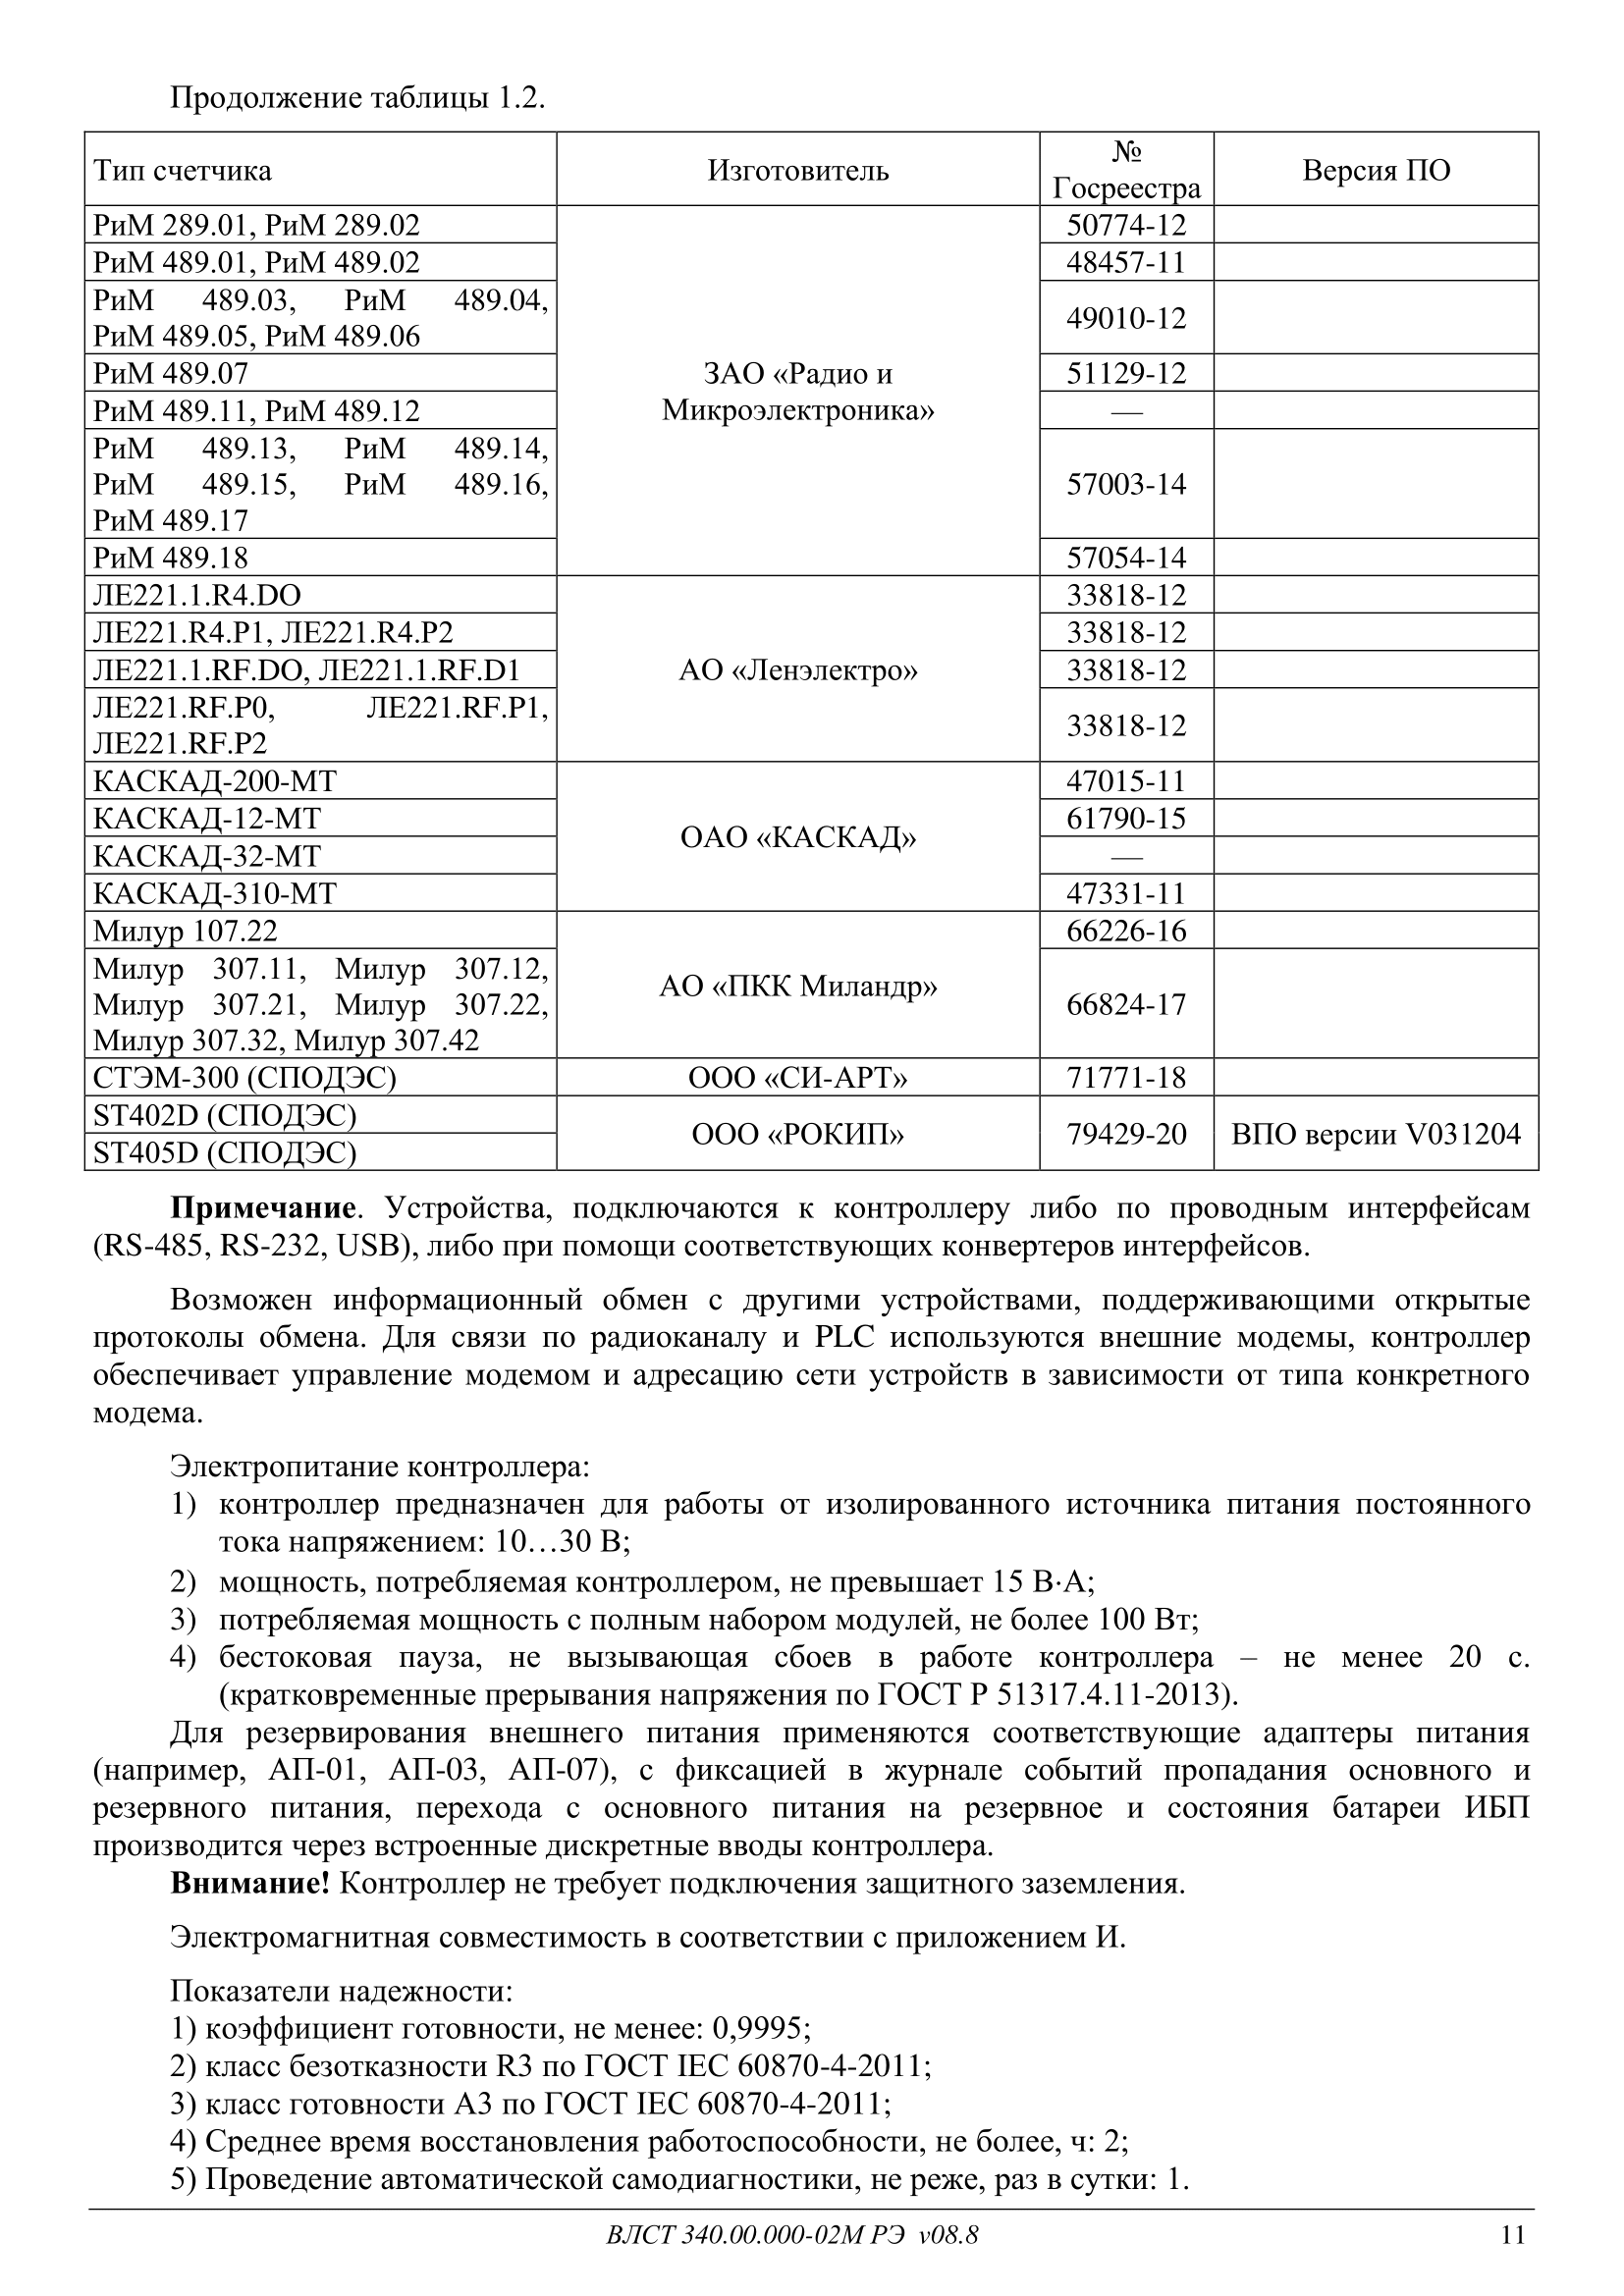 Продолжение таблицы 1.2.
Тип счетчика Изготовитель № Госреестра Версия ПО
РиМ 289.01, РиМ 289.02 50774-12
РиМ 489.01, РиМ 489.02 48457-11
РиМ 489.03, РиМ 489.04,
РиМ 489.05, РиМ 489.06 49010-12
РиМ 489.07 51129-12
ЗАО «Радио и
Микроэлектроника»
РиМ 489.11, РиМ 489.12 —
РиМ 489.13, РиМ 489.14,
РиМ 489.15, РиМ 489.16, 57003-14
РиМ 489.17
РиМ 489.18 57054-14
ЛЕ221.1.R4.DO 33818-12
ЛЕ221.R4.P1, ЛЕ221.R4.P2 33818-12
ЛЕ221.1.RF.DO, ЛЕ221.1.RF.D1 АО «Ленэлектро» 33818-12
ЛЕ221.RF.P0, ЛЕ221.RF.P1,
ЛЕ221.RF.P2 33818-12
КАСКАД-200-МТ 47015-11
КАСКАД-12-МТ 61790-15
ОАО «КАСКАД»
КАСКАД-32-МТ —
КАСКАД-310-МТ 47331-11
Милур 107.22 66226-16
Милур 307.11, Милур 307.12, АО «ПКК Миландр»
Милур 307.21, Милур 307.22, 66824-17
Милур 307.32, Милур 307.42
СТЭМ-300 (СПОДЭС) ООО «СИ-АРТ» 71771-18
ST402D (СПОДЭС) ООО «РОКИП» 79429-20 ВПО версии V031204
ST405D (СПОДЭС)
Примечание. Устройства, подключаются к контроллеру либо по проводным интерфейсам
(RS-485, RS-232, USB), либо при помощи соответствующих конвертеров интерфейсов.
Возможен информационный обмен с другими устройствами, поддерживающими открытые
протоколы обмена. Для связи по радиоканалу и PLC используются внешние модемы, контроллер
обеспечивает управление модемом и адресацию сети устройств в зависимости от типа конкретного
модема.
Электропитание контроллера:
1) контроллер предназначен для работы от изолированного источника питания постоянного
тока напряжением: 10…30 В;
2) мощность, потребляемая контроллером, не превышает 15 В·А;
3) потребляемая мощность с полным набором модулей, не более 100 Вт;
4) бестоковая пауза, не вызывающая сбоев в работе контроллера – не менее 20 с.
(кратковременные прерывания напряжения по ГОСТ Р 51317.4.11-2013).
Для резервирования внешнего питания применяются соответствующие адаптеры питания
(например, АП-01, АП-03, АП-07), с фиксацией в журнале событий пропадания основного и
резервного питания, перехода с основного питания на резервное и состояния батареи ИБП
производится через встроенные дискретные вводы контроллера.
Внимание! Контроллер не требует подключения защитного заземления.
Электромагнитная совместимость в соответствии с приложением И.
Показатели надежности:
1) коэффициент готовности, не менее: 0,9995;
2) класс безотказности R3 по ГОСТ IEC 60870-4-2011;
3) класс готовности А3 по ГОСТ IEC 60870-4-2011;
4) Среднее время восстановления работоспособности, не более, ч: 2;
5) Проведение автоматической самодиагностики, не реже, раз в сутки: 1.
ВЛСТ 340.00.000-02М РЭ v08.8 11